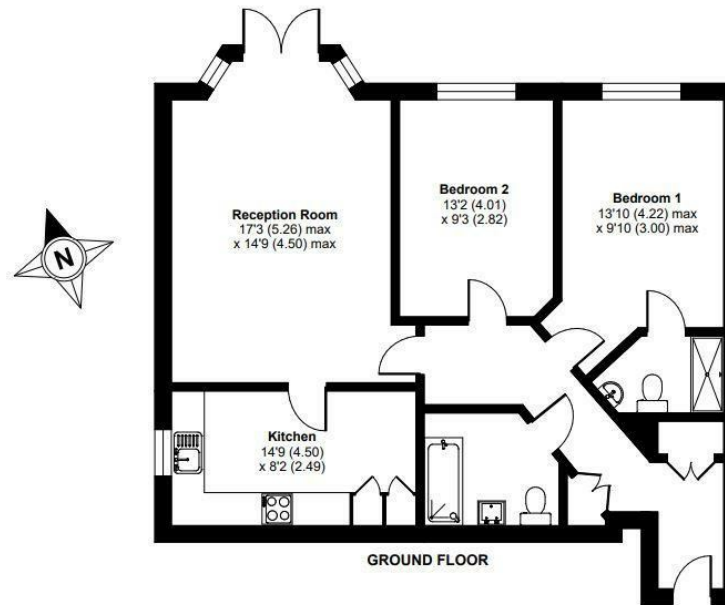 Reception Room
17'3 (5.26) max
x 14'9 (4.50) max
Bedroom 2
13'2 (4.01)
x 9'3 (2.82)
Bedroom 1
13'10 (4.22) max
x 9'10 (3.00) max
N
Kitchen
14'9 (4.50)
x 8'2 (2.49)
GROUND FLOOR